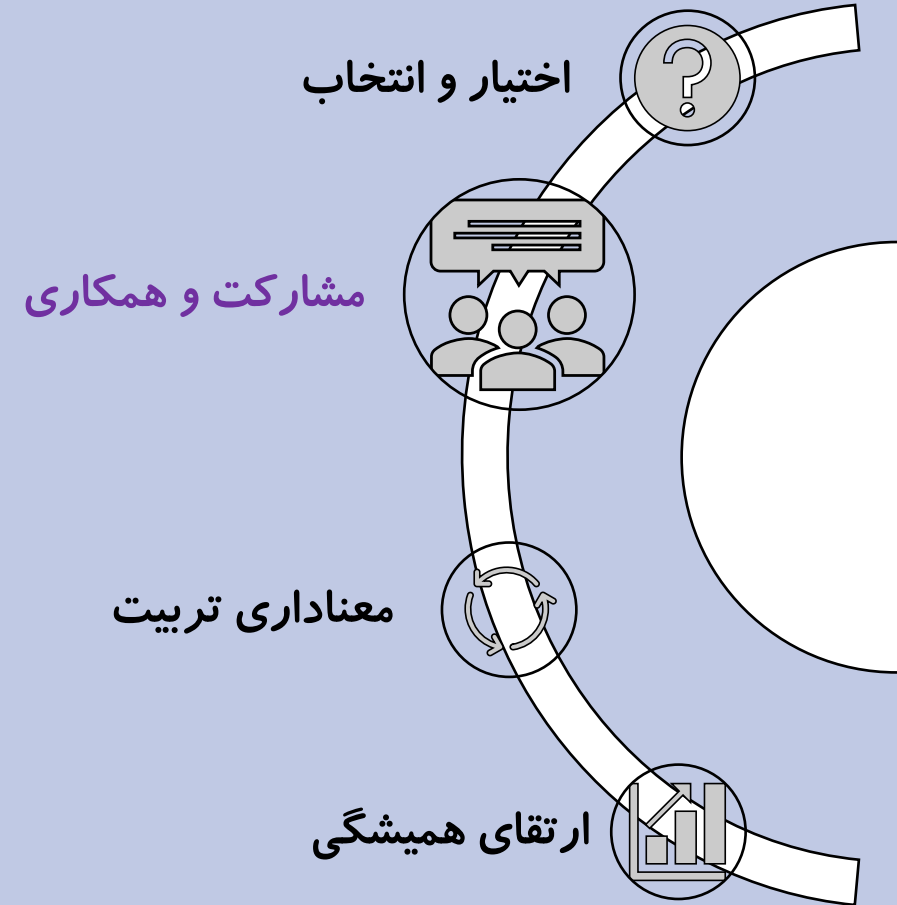 اختیار و انتخاب
مشارکت و همکاری
معناداری تربیت
ارتقای همیشگی